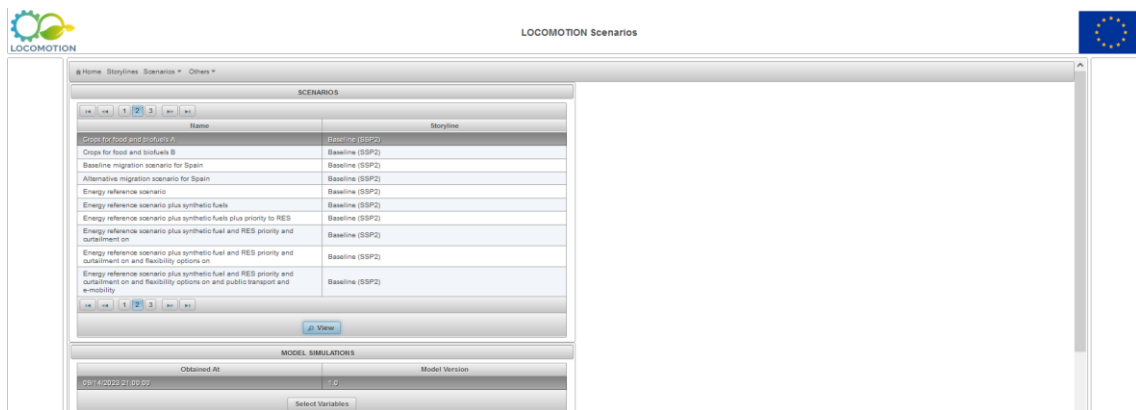 LOCOMOTION
LOCOMOTION Scenarios
Home Storylines Scenarios Others
SCENARIOS
1 2 3
Name Storyline
Crops for food and biofuels A Baseline (SSP2)
Crops for food and biofuels B Baseline (SSP2)
Baseline migration scenario for Spain Baseline (SSP2)
Alternative migration scenario for Spain Baseline (SSP2)
Energy reference scenario Baseline (SSP2)
Energy reference scenario plus synthetic fuels Baseline (SSP2)
Energy reference scenario plus synthetic fuels plus priority to RES Baseline (SSP2)
Energy reference scenario plus synthetic fuel and RES priority and
curtailment on Baseline (SSP2)
Energy reference scenario plus synthetic fuel and RES priority and
curtailment on and flexibility options on Baseline (SSP2)
Energy reference scenario plus synthetic fuel and RES priority and
curtailment on and flexibility options on and public transport and Baseline (SSP2)
e-mobility
1 2 3
View
MODEL SIMULATIONS
Obtained At Model Version
09/14/2023 21:00:00 1.0
Select Variables